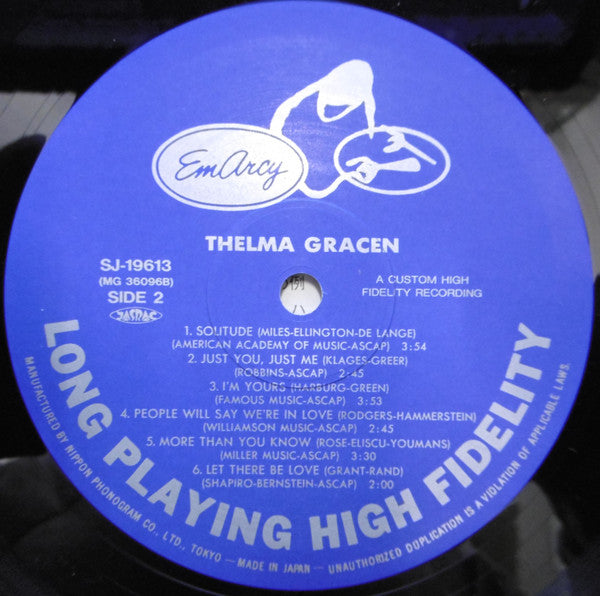 EmArcy
THELMA GRACEN
SJ-19613
(MG 36096B)
SIDE 2
JASRAC
A CUSTOM HIGH
FIDELITY RECORDING
1. SOLITUDE (MILES-ELLINGTON-DE LANGE)
(AMERICAN ACADEMY OF MUSIC-ASCAP) 3:54
2. JUST YOU, JUST ME (KLAGES-GREER)
(ROBBINS-ASCAP) 2:45
3. I'M YOURS (HARBURG-GREEN)
(FAMOUS MUSIC-ASCAP) 3:53
4. PEOPLE WILL SAY WE'RE IN LOVE (RODGERS-HAMMERSTEIN)
(WILLIAMSON MUSIC-ASCAP) 2:45
5. MORE THAN YOU KNOW (ROSE-ELISCU-YOUMANS)
(MILLER MUSIC-ASCAP) 3:30
6. LET THERE BE LOVE (GRANT-RAND)
(SHAPIRO-BERNSTEIN-ASCAP) 2:00
LONG PLAYING HIGH FIDELITY
MANUFACTURED BY NIPPON PHONOGRAM CO., LTD., TOKYO — MADE IN JAPAN — UNAUTHORIZED DUPLICATION IS A VIOLATION OF APPLICABLE LAWS.